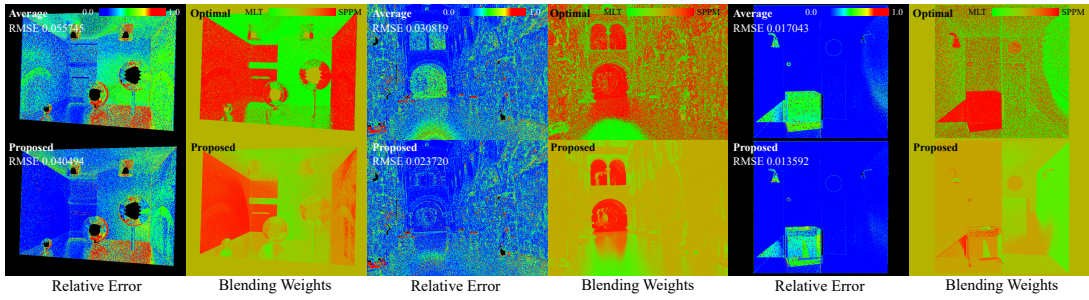 Average 0.0 1.0 Optimal MLT SPPM Average 0.0 1.0 Optimal MLT SPPM Average 0.0 1.0 Optimal MLT SPPM
RMSE 0.055745 RMSE 0.030819 RMSE 0.017043
Proposed Proposed Proposed Proposed Proposed Proposed
RMSE 0.040494 RMSE 0.023720 RMSE 0.013592
Relative Error Blending Weights Relative Error Blending Weights Relative Error Blending Weights